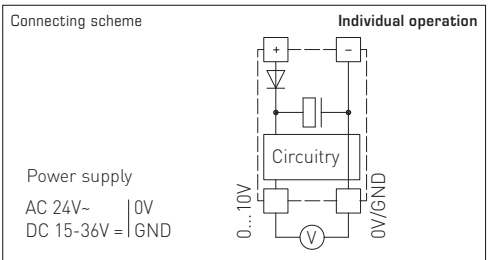 Connecting scheme
Individual operation
+
−
Circuitry
Power supply
AC 24V~ | 0V
DC 15-36V = | GND
0...10V
0V/GND
V